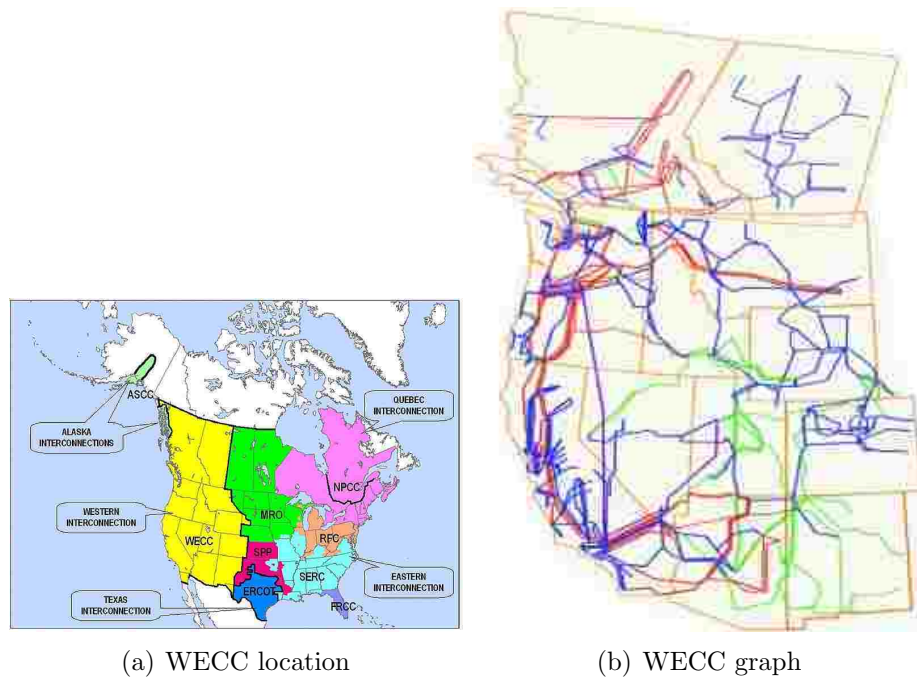 ASCC
QUEBEC
INTERCONNECTION
ALASKA
INTERCONNECTIONS
NPCC
WESTERN
INTERCONNECTION
MRO
WECC
RFC
SPP
SERC
EASTERN
INTERCONNECTION
TEXAS
INTERCONNECTION
ERCOT
FRCC
(a) WECC location
(b) WECC graph